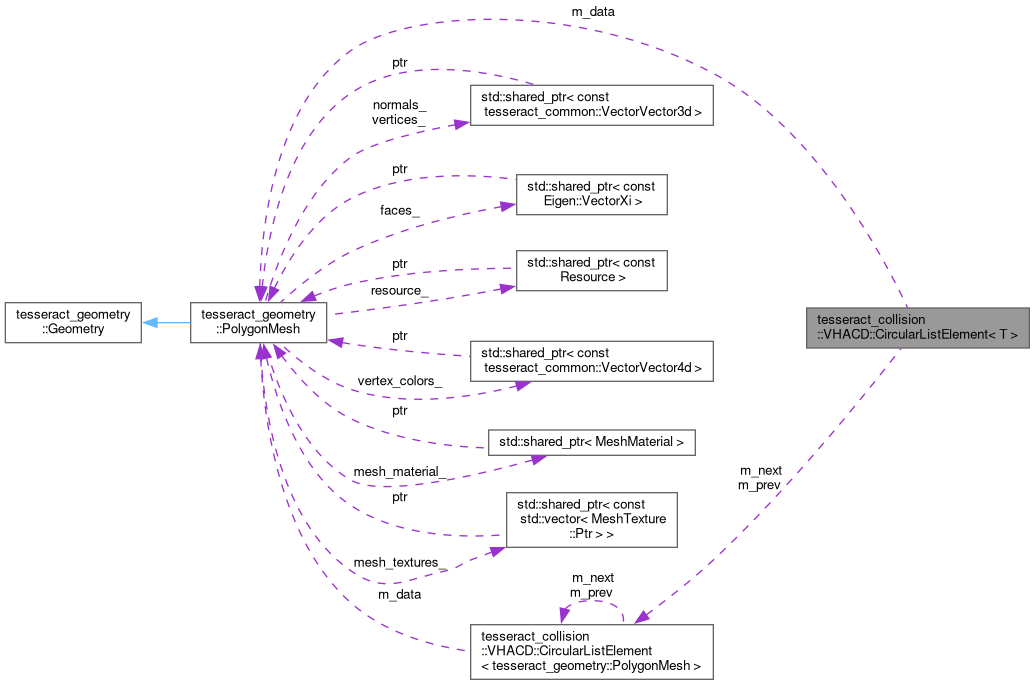 m_data
ptr
std::shared_ptr< const
tesseract_common::VectorVector3d >
normals_
vertices_
ptr
std::shared_ptr< const
Eigen::VectorXi >
faces_
ptr
std::shared_ptr< const
Resource >
resource_
tesseract_geometry
::Geometry
tesseract_geometry
::PolygonMesh
tesseract_collision
::VHACD::CircularListElement< T >
ptr
std::shared_ptr< const
tesseract_common::VectorVector4d >
vertex_colors_
ptr
std::shared_ptr< MeshMaterial >
mesh_material_
ptr
m_next
m_prev
std::shared_ptr< const
std::vector< MeshTexture
::Ptr > >
mesh_textures_
m_data
m_next
m_prev
tesseract_collision
::VHACD::CircularListElement
< tesseract_geometry::PolygonMesh >